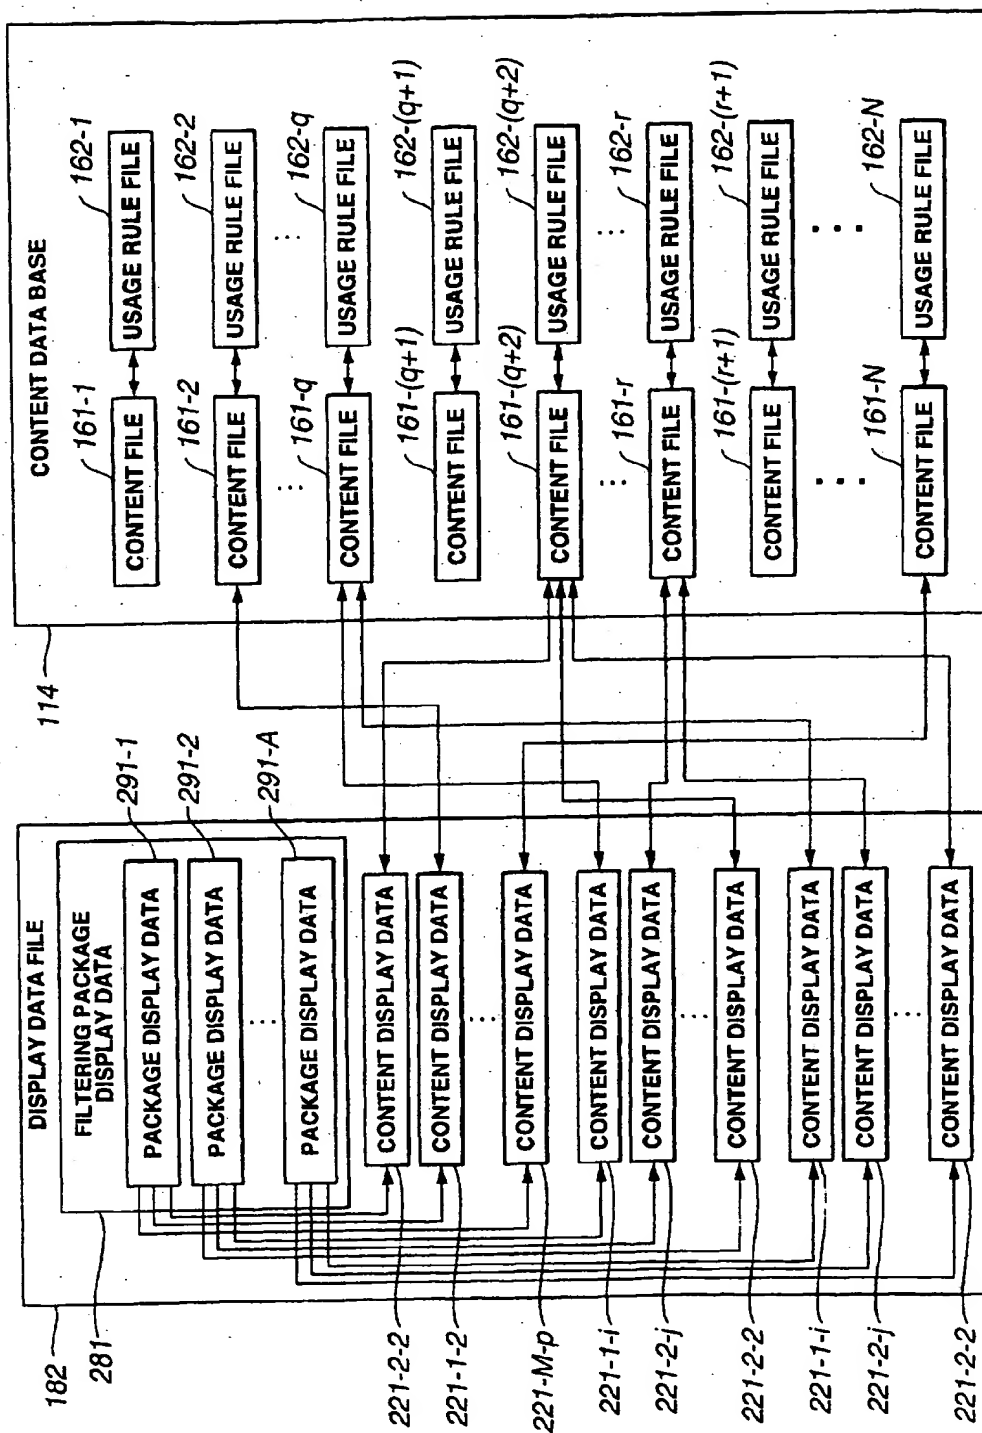 DISPLAY DATA FILE
182
FILTERING PACKAGE
DISPLAY DATA
281
PACKAGE DISPLAY DATA
291-1
PACKAGE DISPLAY DATA
291-2
⋮
PACKAGE DISPLAY DATA
291-A
221-2-2
CONTENT DISPLAY DATA
221-1-2
CONTENT DISPLAY DATA
⋮
221-M-p
CONTENT DISPLAY DATA
221-1-i
CONTENT DISPLAY DATA
221-2-j
CONTENT DISPLAY DATA
⋮
221-2-2
CONTENT DISPLAY DATA
221-1-i
CONTENT DISPLAY DATA
221-2-j
CONTENT DISPLAY DATA
⋮
221-2-2
CONTENT DISPLAY DATA
CONTENT DATA BASE
114
161-1
CONTENT FILE
162-1
USAGE RULE FILE
161-2
CONTENT FILE
162-2
USAGE RULE FILE
⋮
⋮
161-q
CONTENT FILE
162-q
USAGE RULE FILE
161-(q+1)
CONTENT FILE
162-(q+1)
USAGE RULE FILE
161-(q+2)
CONTENT FILE
162-(q+2)
USAGE RULE FILE
⋮
⋮
161-r
CONTENT FILE
162-r
USAGE RULE FILE
161-(r+1)
CONTENT FILE
162-(r+1)
USAGE RULE FILE
⋮
⋮
161-N
CONTENT FILE
162-N
USAGE RULE FILE